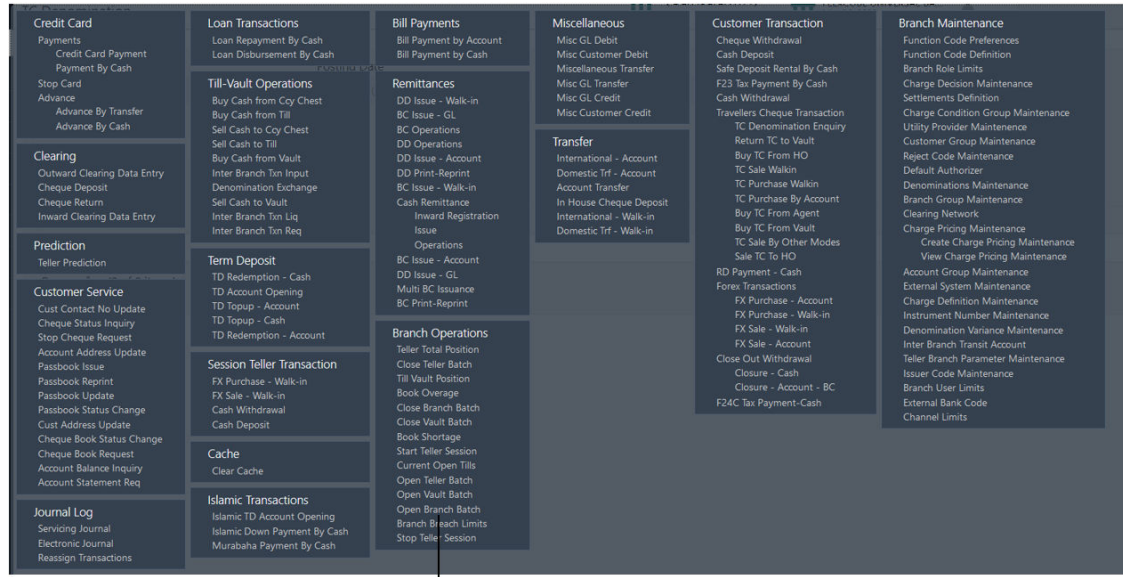 TC Denomination
Credit Card
Payments
Credit Card Payment
Payment By Cash
Stop Card
Advance
Advance By Transfer
Advance By Cash
Clearing
Outward Clearing Data Entry
Cheque Deposit
Cheque Return
Inward Clearing Data Entry
Prediction
Teller Prediction
Customer Service
Cust Contact No Update
Cheque Status Inquiry
Stop Cheque Request
Account Address Update
Passbook Issue
Passbook Reprint
Passbook Update
Passbook Status Change
Cust Address Update
Cheque Book Status Change
Cheque Book Request
Account Balance Inquiry
Account Statement Req
Journal Log
Servicing Journal
Electronic Journal
Reassign Transactions
Loan Transactions
Loan Repayment By Cash
Loan Disbursement By Cash
Till-Vault Operations
Buy Cash from Ccy Chest
Buy Cash from Till
Sell Cash to Ccy Chest
Sell Cash to Till
Buy Cash from Vault
Inter Branch Txn Input
Denomination Exchange
Sell Cash to Vault
Inter Branch Txn Liq
Inter Branch Txn Req
Term Deposit
TD Redemption - Cash
TD Account Opening
TD Topup - Account
TD Topup - Cash
TD Redemption - Account
Session Teller Transaction
FX Purchase - Walk-in
FX Sale - Walk-in
Cash Withdrawal
Cash Deposit
Cache
Clear Cache
Islamic Transactions
Islamic TD Account Opening
Islamic Down Payment By Cash
Murabaha Payment By Cash
Bill Payments
Bill Payment by Account
Bill Payment by Cash
Remittances
DD Issue - Walk-in
BC Issue - GL
BC Operations
DD Operations
DD Issue - Account
DD Print-Reprint
BC Issue - Walk-in
Cash Remittance
Inward Registration
Issue
Operations
BC Issue - Account
DD Issue - GL
Multi BC Issuance
BC Print-Reprint
Branch Operations
Teller Total Position
Close Teller Batch
Till Vault Position
Book Overage
Close Branch Batch
Close Vault Batch
Book Shortage
Start Teller Session
Current Open Tills
Open Teller Batch
Open Vault Batch
Open Branch Batch
Branch Breach Limits
Stop Teller Session
Miscellaneous
Misc GL Debit
Misc Customer Debit
Miscellaneous Transfer
Misc GL Transfer
Misc GL Credit
Misc Customer Credit
Transfer
International - Account
Domestic Trf - Account
Account Transfer
In House Cheque Deposit
International - Walk-in
Domestic Trf - Walk-in
Customer Transaction
Cheque Withdrawal
Cash Deposit
Safe Deposit Rental By Cash
F23 Tax Payment By Cash
Cash Withdrawal
Travellers Cheque Transaction
TC Denomination Enquiry
Return TC to Vault
Buy TC From HO
TC Sale Walkin
TC Purchase Walkin
TC Purchase By Account
Buy TC From Agent
Buy TC From Vault
TC Sale By Other Modes
Sale TC To HO
RD Payment - Cash
Forex Transactions
FX Purchase - Account
FX Purchase - Walk-in
FX Sale - Walk-in
FX Sale - Account
Close Out Withdrawal
Closure - Cash
Closure - Account - BC
F24C Tax Payment-Cash
Branch Maintenance
Function Code Preferences
Function Code Definition
Branch Role Limits
Charge Decision Maintenance
Settlements Definition
Charge Condition Group Maintenance
Utility Provider Maintenence
Customer Group Maintenance
Reject Code Maintenance
Default Authorizer
Denominations Maintenance
Branch Group Maintenance
Clearing Network
Charge Pricing Maintenance
Create Charge Pricing Maintenance
View Charge Pricing Maintenance
Account Group Maintenance
External System Maintenance
Charge Definition Maintenance
Instrument Number Maintenance
Denomination Variance Maintenance
Inter Branch Transit Account
Teller Branch Parameter Maintenance
Issuer Code Maintenance
Branch User Limits
External Bank Code
Channel Limits